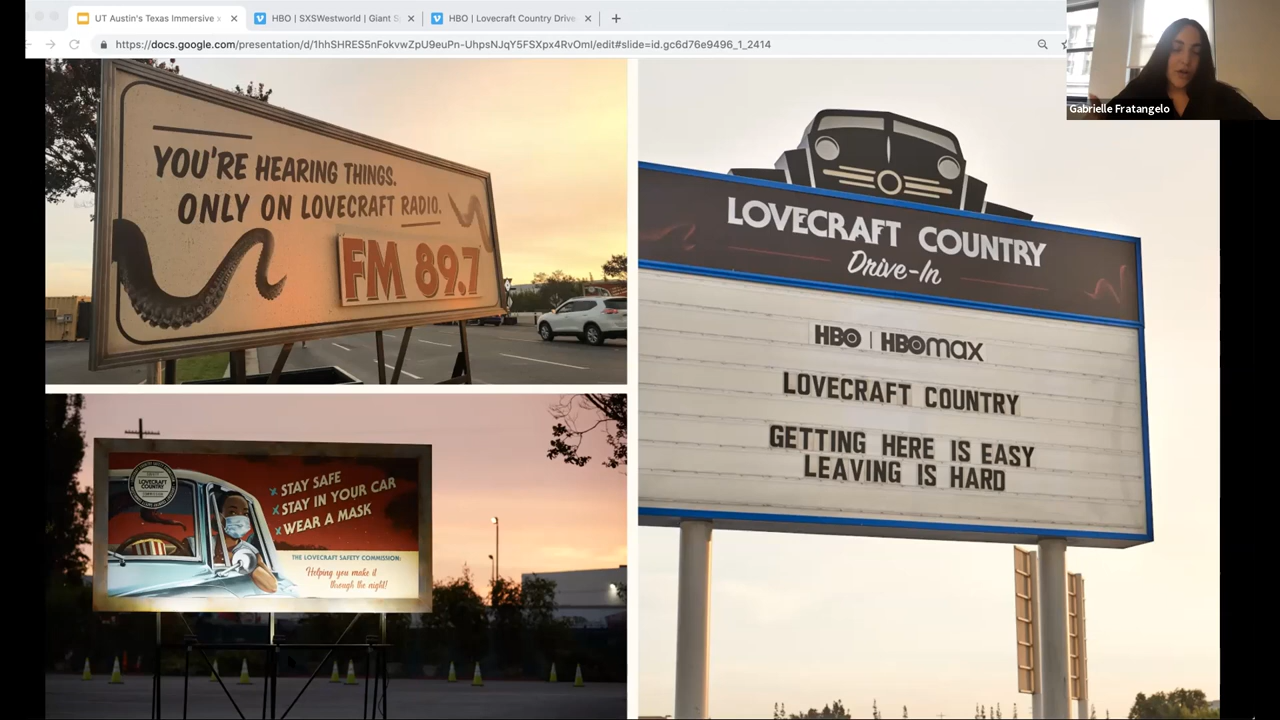 UT Austin's Texas Immersive x
HBO | SXSWestworld | Giant S
HBO | Lovecraft Country Drive-
https://docs.google.com/presentation/d/1hhSHRES5nFokvwZpU9euPn-UhpsNJqY5FSXpx4RvOmI/edit#slide=id.gc6d76e9496_1_2414
Gabrielle Fratangelo
YOU'RE HEARING THINGS.
ONLY ON LOVECRAFT RADIO.
FM 89.7
LOVECRAFT COUNTRY
Drive-In
HBO | HBOMAX
LOVECRAFT COUNTRY
GETTING HERE IS EASY
LEAVING IS HARD
LOVECRAFT
COUNTRY
STAY SAFE
STAY IN YOUR CAR
WEAR A MASK
THE LOVECRAFT SAFETY COMMISSION:
Helping you make it
through the night!